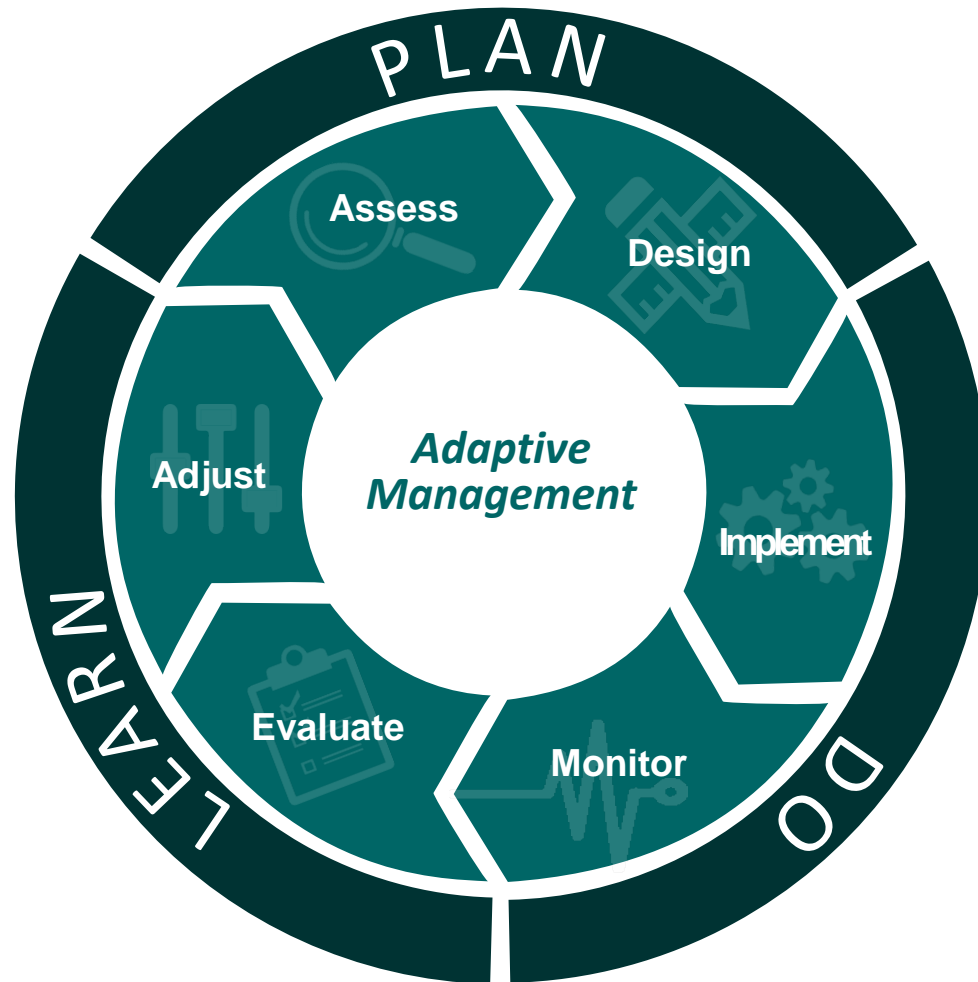 PLAN
Assess
Design
Adjust
Adaptive
Management
Implement
Evaluate
Monitor
LEARN
DO